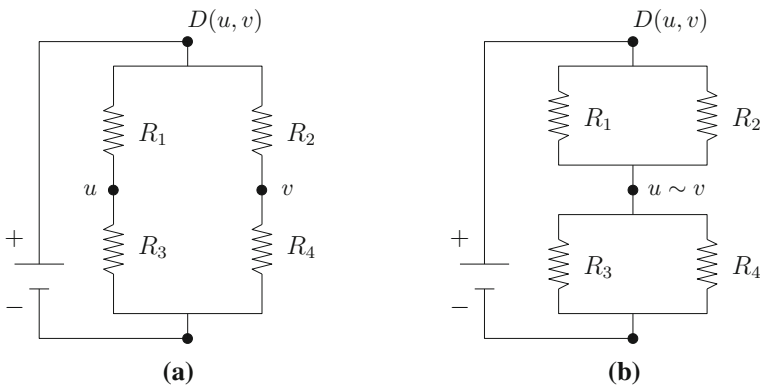 D(u, v)
R₁
R₂
u
v
R₃
R₄
+
−
(a)
D(u, v)
R₁
R₂
u ∼ v
R₃
R₄
+
−
(b)